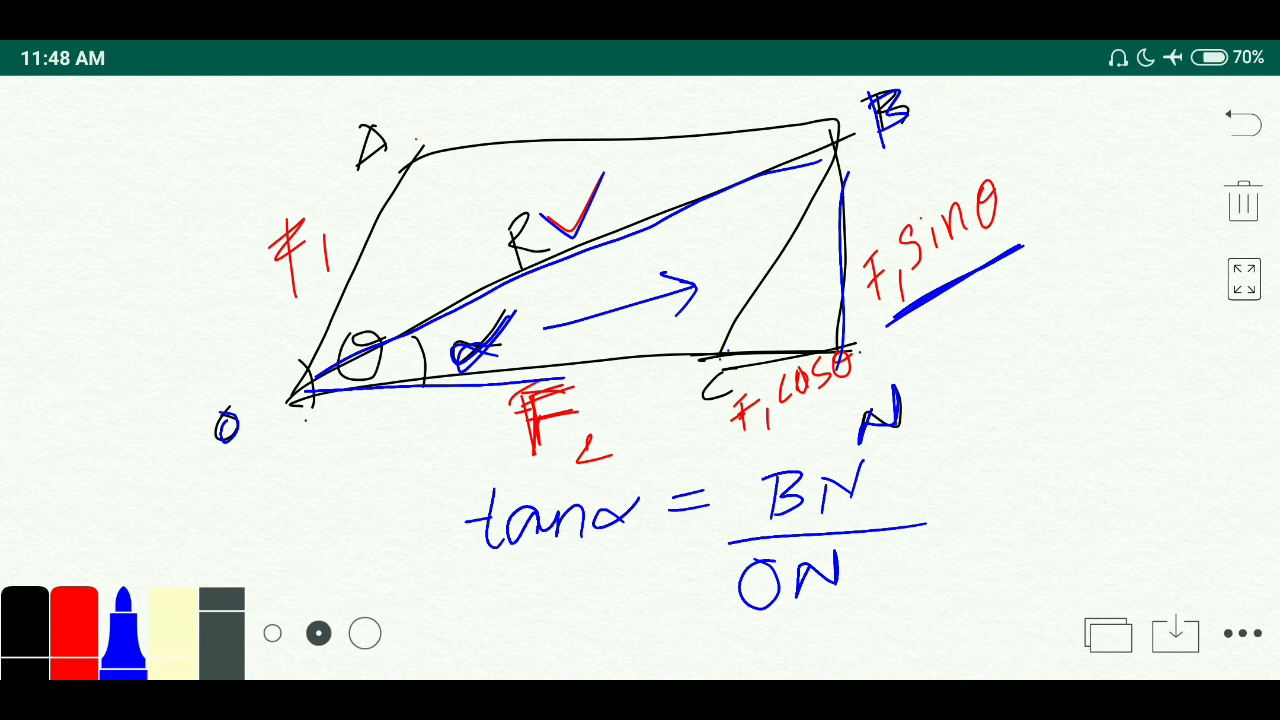 11:48 AM 70%
D
B
F₁
R
F₁ sinθ
θ
α
O
F₂
C
F₁ cosθ
N
tanα = BN
ON